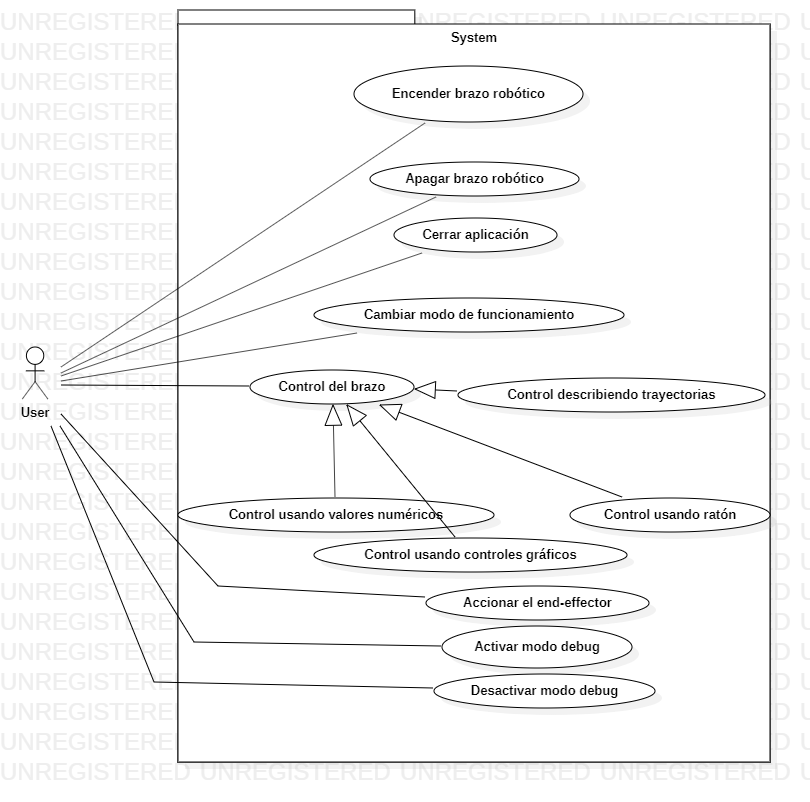 System
Encender brazo robótico
Apagar brazo robótico
Cerrar aplicación
Cambiar modo de funcionamiento
Control del brazo
Control describiendo trayectorias
User
Control usando valores numéricos
Control usando ratón
Control usando controles gráficos
Accionar el end-effector
Activar modo debug
Desactivar modo debug
UNREGISTERED UNREGISTERED UNREGISTERED UNREGISTERED U